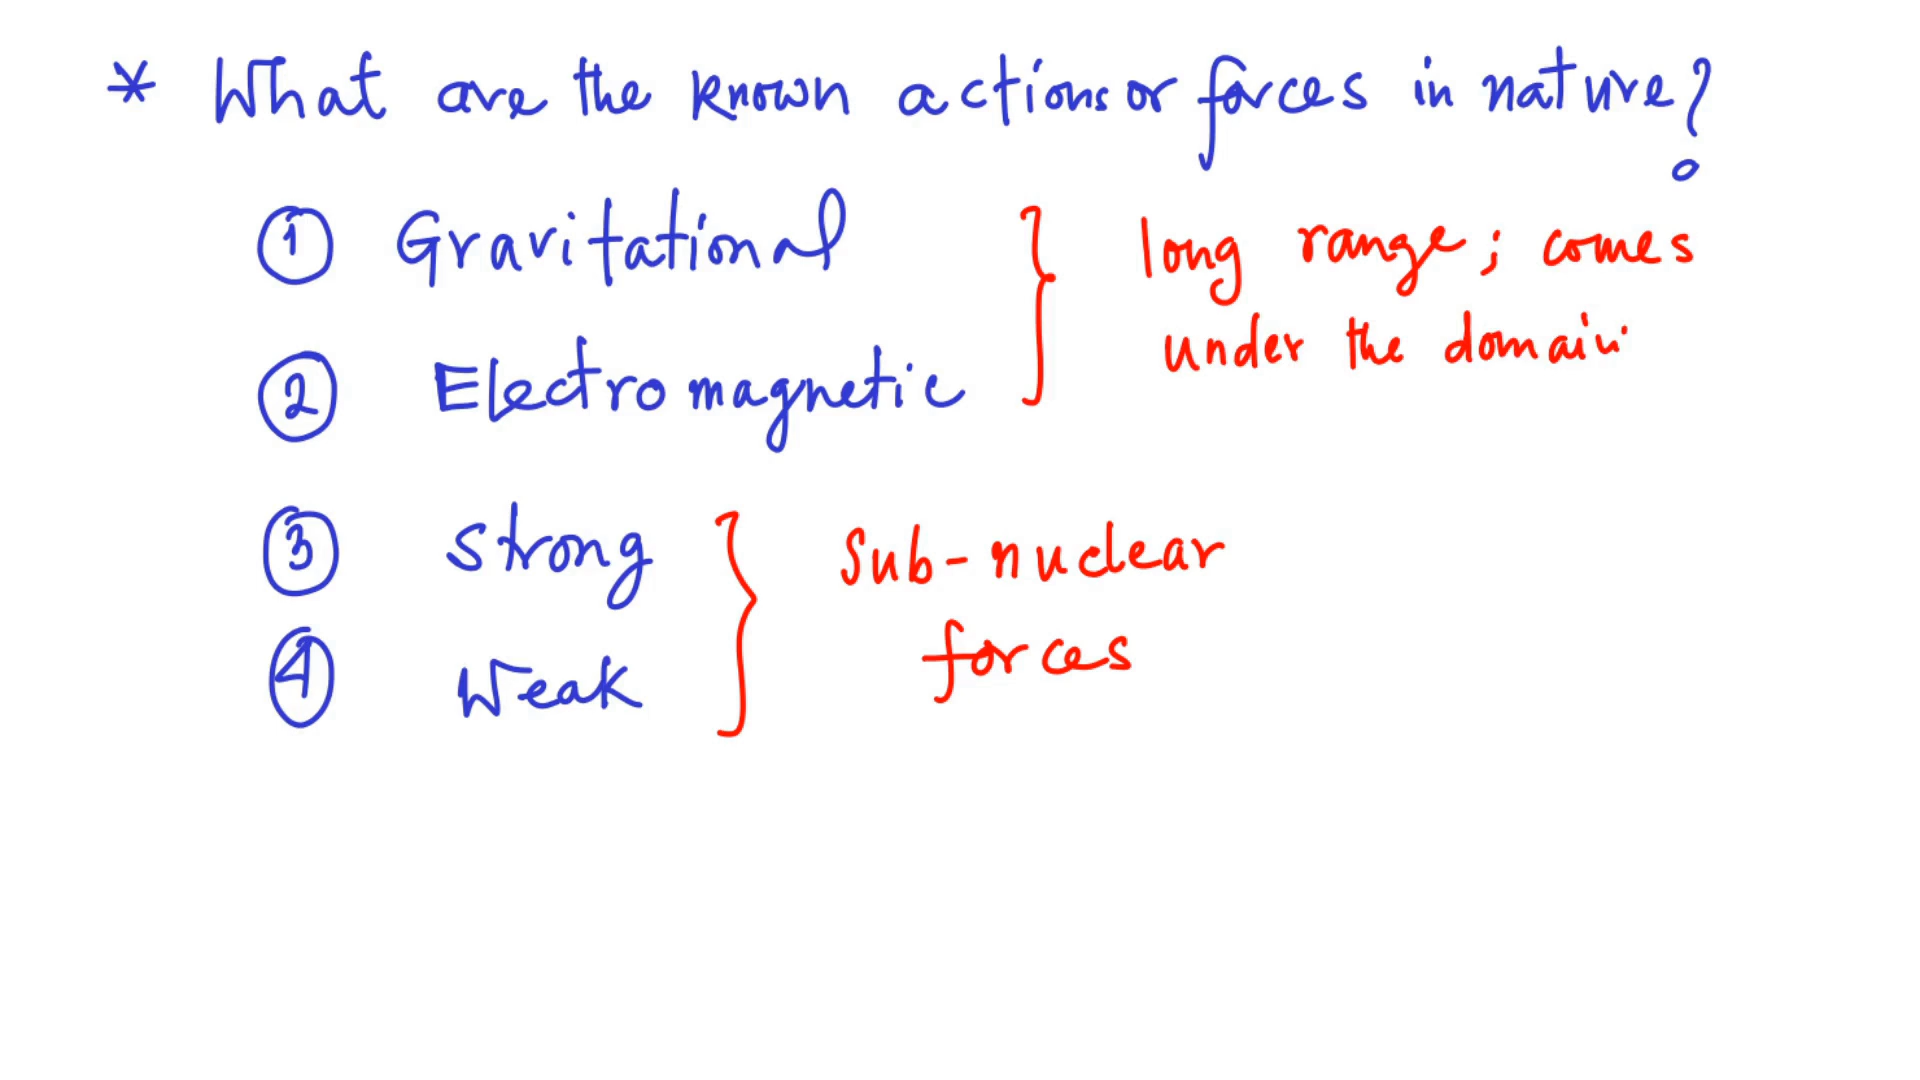 * What are the known actions or forces in nature?
① Gravitational
long range; comes
under the domain
② Electromagnetic
③ Strong
Sub-nuclear
forces
④ Weak